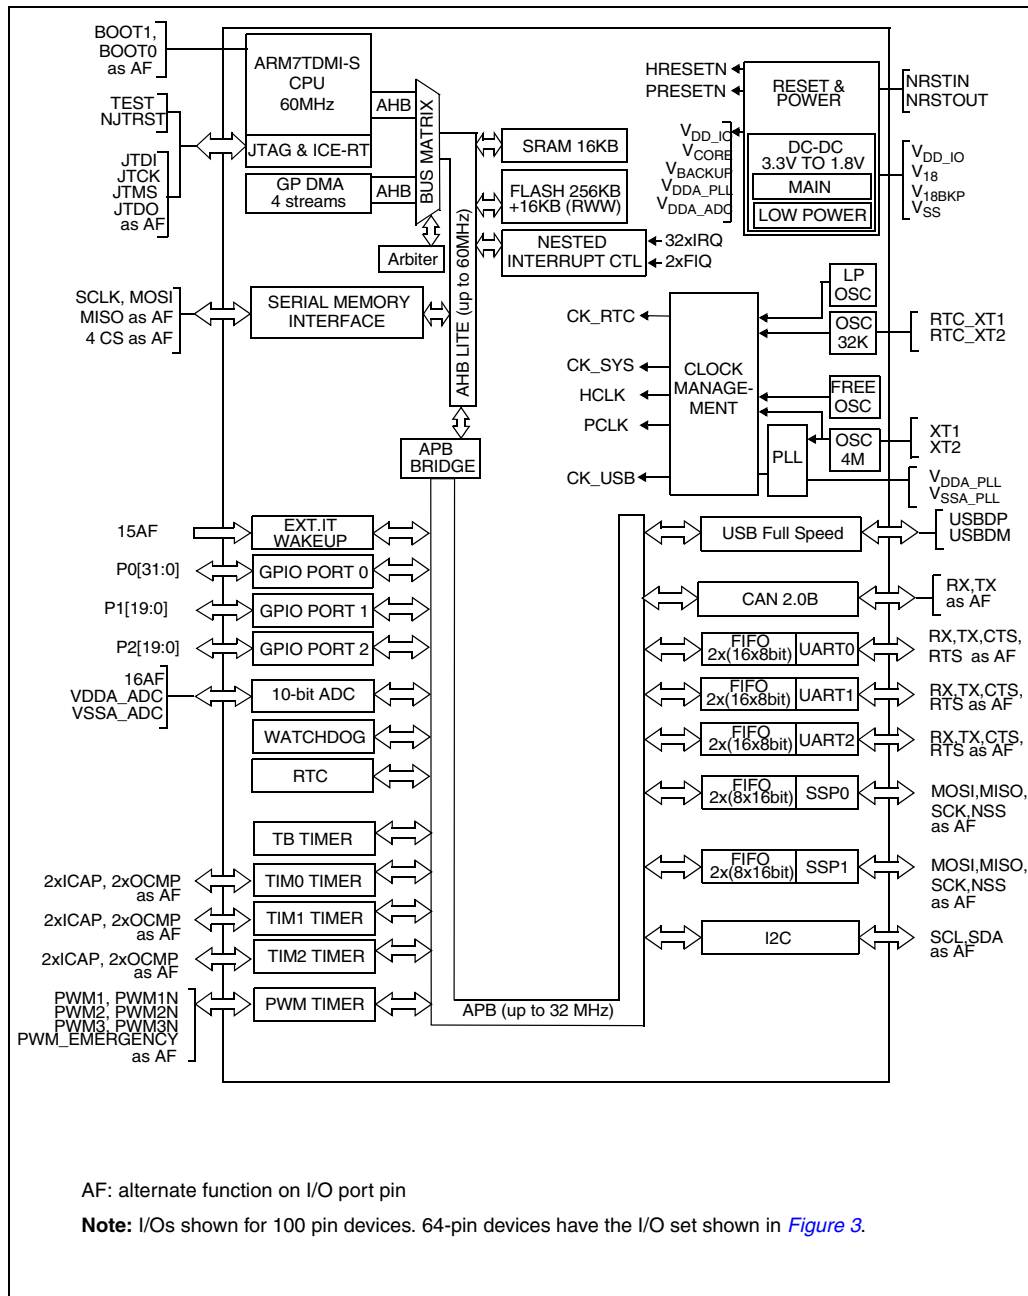 BOOT1,
BOOT0
as AF
TEST
NJTRST
JTDI
JTCK
JTMS
JTDO
as AF
ARM7TDMI-S
CPU
60MHz
JTAG & ICE-RT
GP DMA
4 streams
AHB
AHB
BUS MATRIX
Arbiter
SCLK, MOSI
MISO as AF
4 CS as AF
SERIAL MEMORY
INTERFACE
AHB LITE (up to 60MHz)
SRAM 16KB
FLASH 256KB
+16KB (RWW)
NESTED
INTERRUPT CTL
32xIRQ
2xFIQ
HRESETN
PRESETN
VDD_IO
VCORE
VBACKUP
VDDA_PLL
VDDA_ADC
RESET &
POWER
DC-DC
3.3V TO 1.8V
MAIN
LOW POWER
NRSTIN
NRSTOUT
VDD_IO
V18
V18BKP
VSS
CK_RTC
CK_SYS
HCLK
PCLK
CK_USB
CLOCK
MANAGE-
MENT
LP
OSC
OSC
32K
FREE
OSC
OSC
4M
PLL
RTC_XT1
RTC_XT2
XT1
XT2
VDDA_PLL
VSSA_PLL
APB
BRIDGE
15AF
EXT.IT
WAKEUP
P0[31:0]
GPIO PORT 0
P1[19:0]
GPIO PORT 1
P2[19:0]
GPIO PORT 2
16AF
VDDA_ADC
VSSA_ADC
10-bit ADC
WATCHDOG
RTC
TB TIMER
2xICAP, 2xOCMP
as AF
TIM0 TIMER
2xICAP, 2xOCMP
as AF
TIM1 TIMER
2xICAP, 2xOCMP
as AF
TIM2 TIMER
PWM1, PWM1N
PWM2, PWM2N
PWM3, PWM3N
PWM_EMERGENCY
as AF
PWM TIMER
APB (up to 32 MHz)
USB Full Speed
USBDP
USBDM
CAN 2.0B
RX,TX
as AF
FIFO
2x(16x8bit)
UART0
RX,TX,CTS,
RTS as AF
FIFO
2x(16x8bit)
UART1
RX,TX,CTS,
RTS as AF
FIFO
2x(16x8bit)
UART2
RX,TX,CTS,
RTS as AF
FIFO
2x(8x16bit)
SSP0
MOSI,MISO,
SCK,NSS
as AF
FIFO
2x(8x16bit)
SSP1
MOSI,MISO,
SCK,NSS
as AF
I2C
SCL,SDA
as AF
AF: alternate function on I/O port pin
Note: I/Os shown for 100 pin devices. 64-pin devices have the I/O set shown in Figure 3.